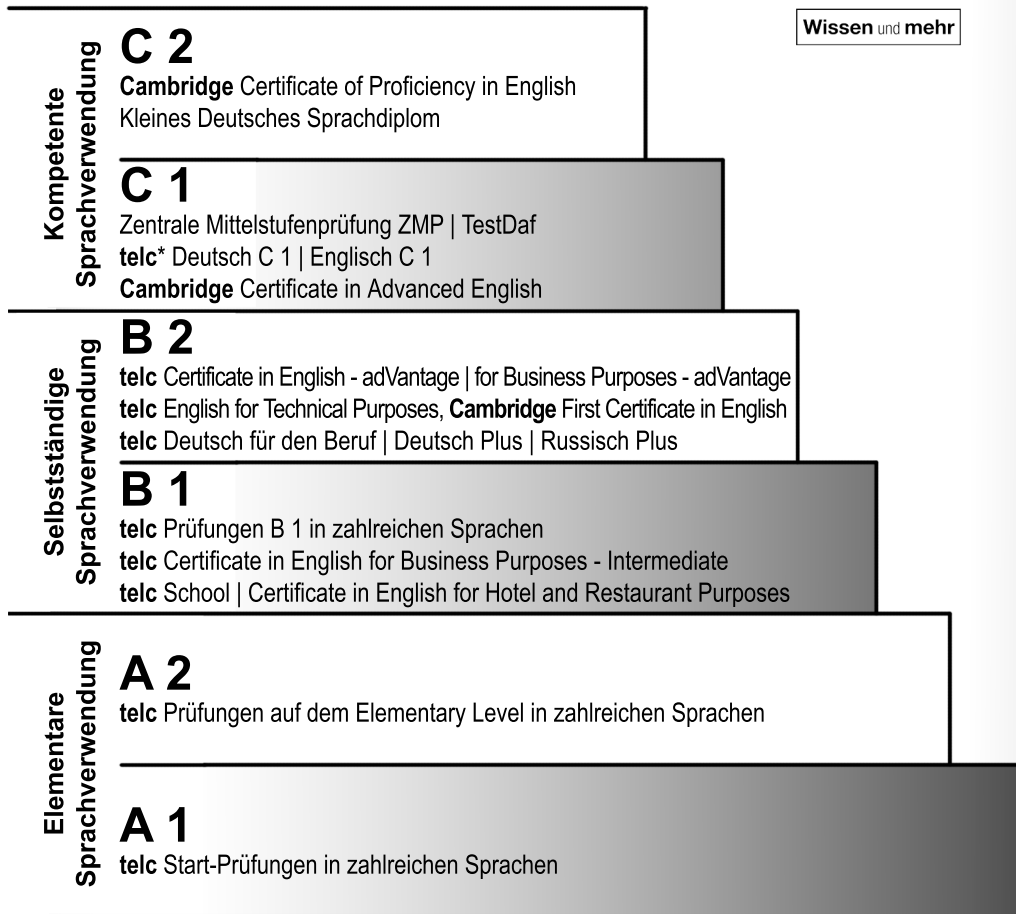 Wissen und mehr
Kompetente
Sprachverwendung
C 2
Cambridge Certificate of Proficiency in English
Kleines Deutsches Sprachdiplom
C 1
Zentrale Mittelstufenprüfung ZMP | TestDaf
telc* Deutsch C 1 | Englisch C 1
Cambridge Certificate in Advanced English
Selbstständige
Sprachverwendung
B 2
telc Certificate in English - adVantage | for Business Purposes - adVantage
telc English for Technical Purposes, Cambridge First Certificate in English
telc Deutsch für den Beruf | Deutsch Plus | Russisch Plus
B 1
telc Prüfungen B 1 in zahlreichen Sprachen
telc Certificate in English for Business Purposes - Intermediate
telc School | Certificate in English for Hotel and Restaurant Purposes
Elementare
Sprachverwendung
A 2
telc Prüfungen auf dem Elementary Level in zahlreichen Sprachen
A 1
telc Start-Prüfungen in zahlreichen Sprachen